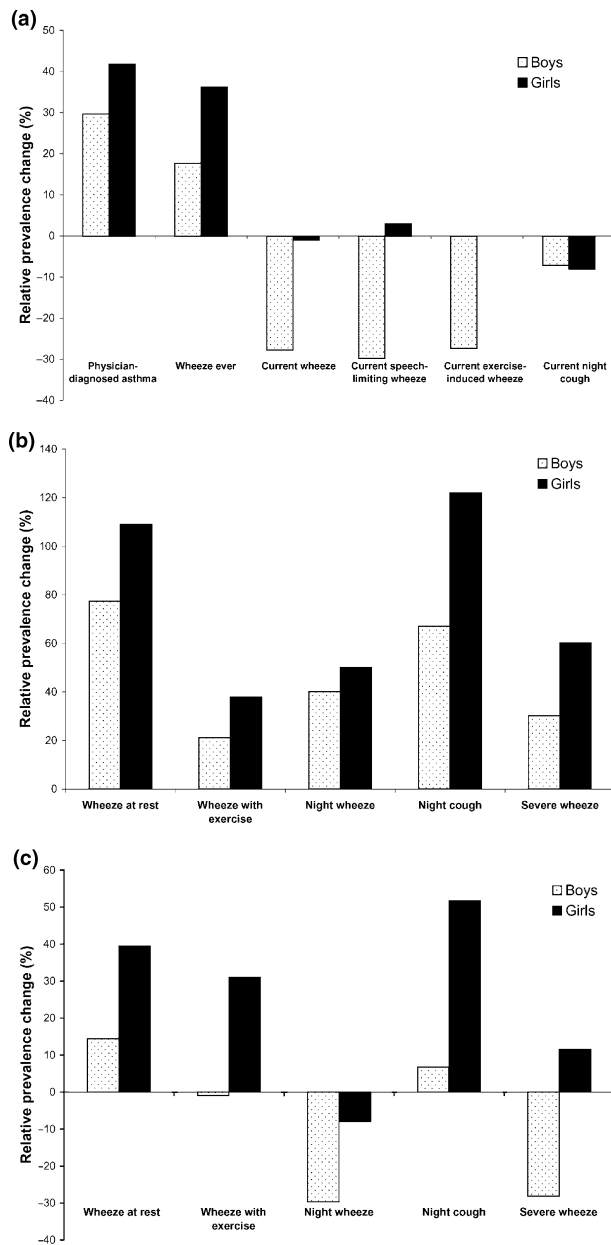 (a)
Relative prevalence change (%)
50
40
30
20
10
0
−10
−20
−30
−40
Boys
Girls
Physician-
diagnosed asthma
Wheeze ever
Current wheeze
Current speech-
limiting wheeze
Current exercise-
induced wheeze
Current night
cough
(b)
Relative prevalence change (%)
140
120
100
80
60
40
20
0
Boys
Girls
Wheeze at rest
Wheeze with
exercise
Night wheeze
Night cough
Severe wheeze
(c)
Relative prevalence change (%)
60
50
40
30
20
10
0
−10
−20
−30
−40
Boys
Girls
Wheeze at rest
Wheeze with
exercise
Night wheeze
Night cough
Severe wheeze